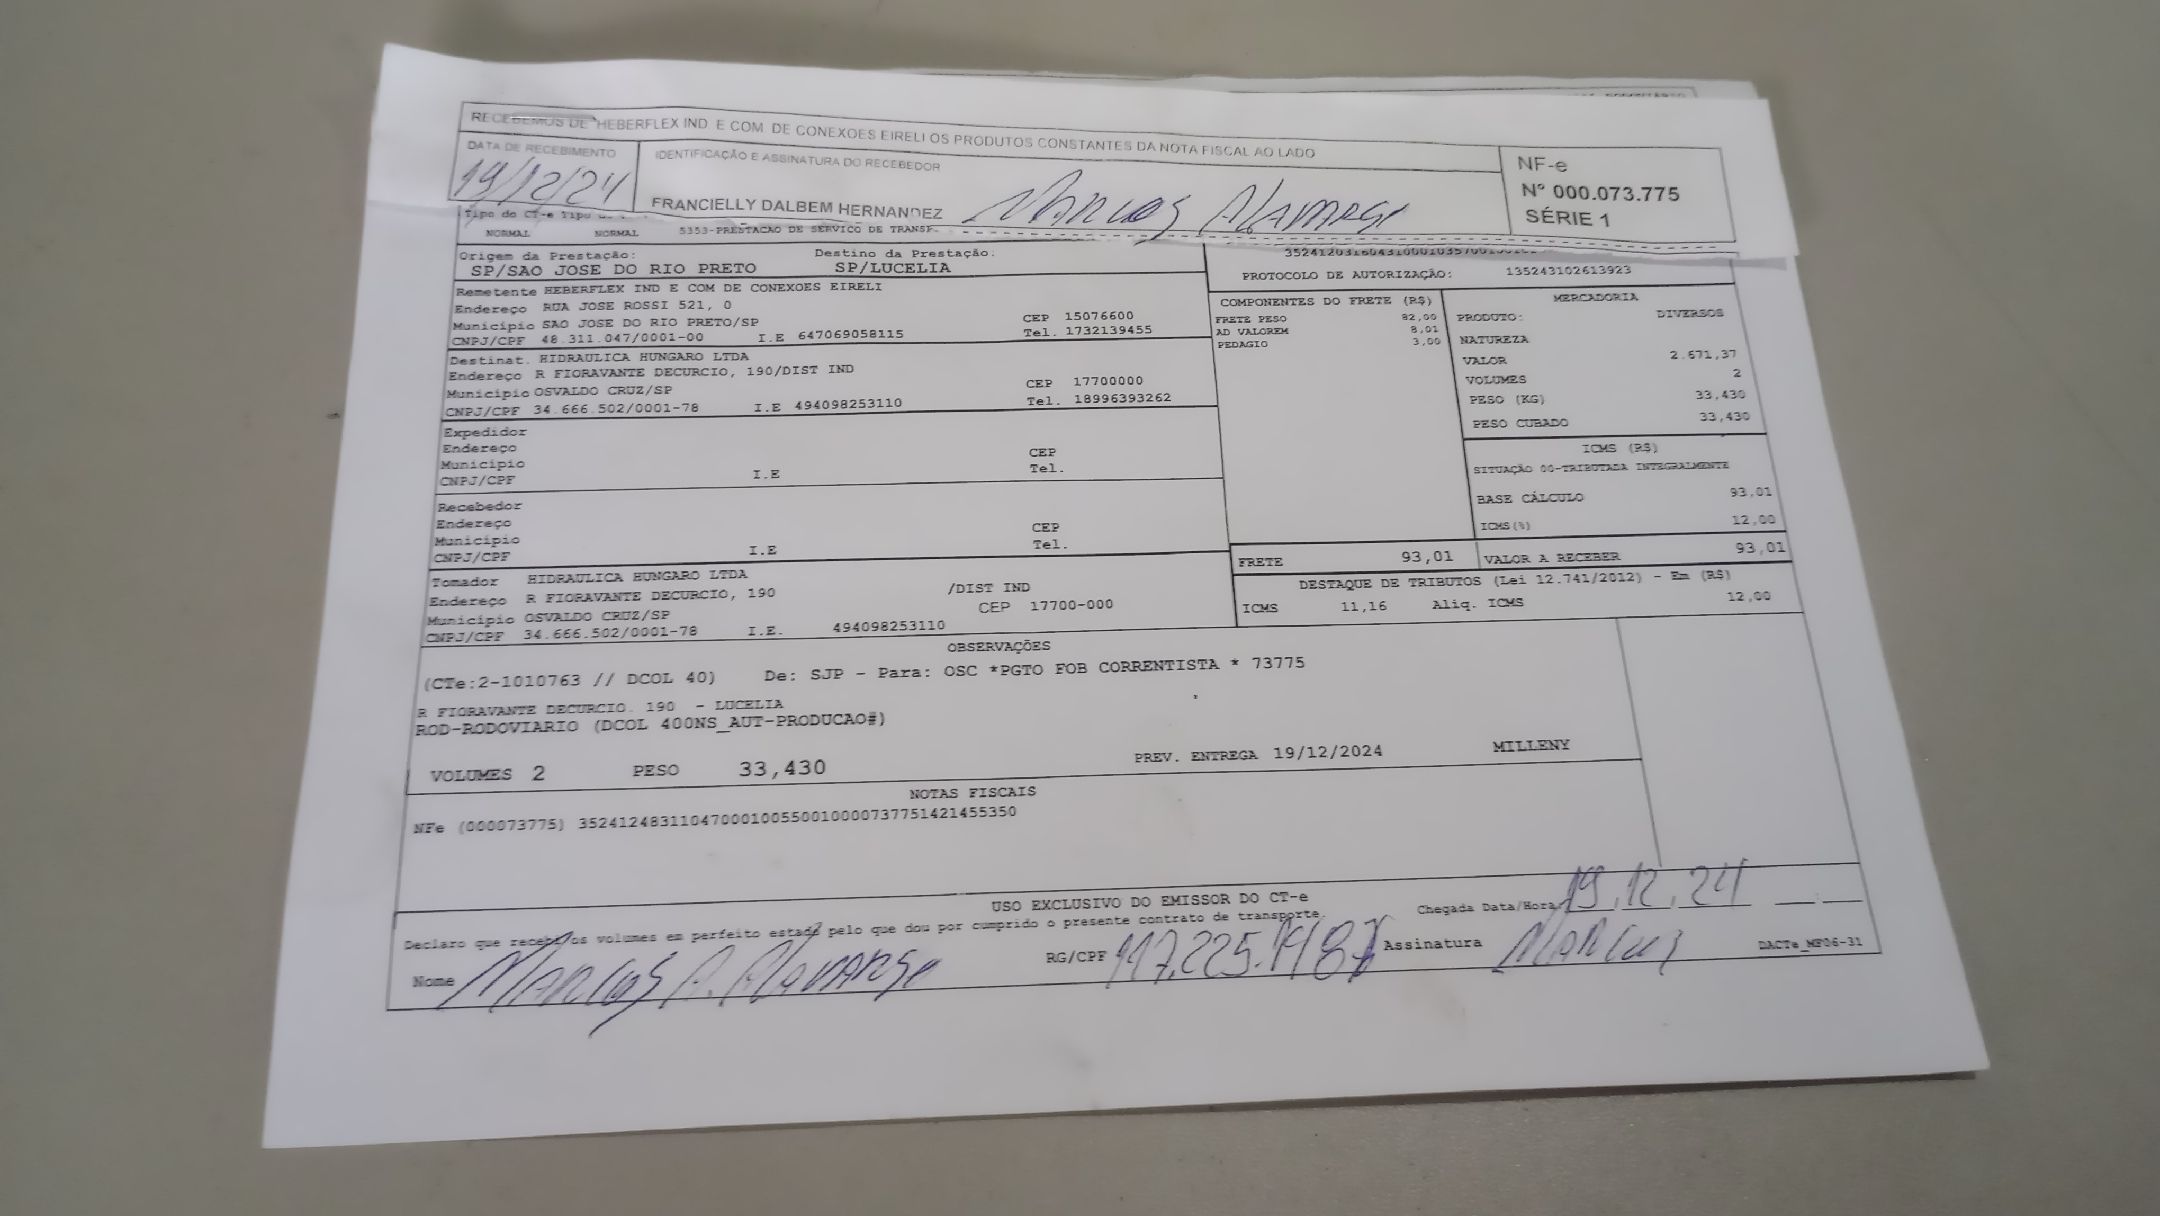 RECEBEMOS DE HEBERFLEX IND E COM. DE CONEXOES EIRELI OS PRODUTOS CONSTANTES DA NOTA FISCAL AO LADO
DATA DE RECEBIMENTO
19/12/24
IDENTIFICAÇÃO E ASSINATURA DO RECEBEDOR
FRANCIELLY DALBEM HERNANDEZ
NF-e
Nº 000.073.775
SÉRIE 1
Tipo do CT-e Tipo
NORMAL NORMAL 5353-PRESTACAO DE SERVICO DE TRANSP.
Origem da Prestação: Destino da Prestação.
SP/SAO JOSE DO RIO PRETO SP/LUCELIA
PROTOCOLO DE AUTORIZAÇÃO: 135243102613923
Remetente HEBERFLEX IND E COM DE CONEXOES EIRELI
Endereço RUA JOSE ROSSI 521, 0
Município SAO JOSE DO RIO PRETO/SP CEP 15076600
CNPJ/CPF 48.311.047/0001-00 I.E 647069058115 Tel. 1732139455
Destinat. HIDRAULICA HUNGARO LTDA
Endereço R FIORAVANTE DECURCIO, 190/DIST IND
Município OSVALDO CRUZ/SP CEP 17700000
CNPJ/CPF 34.666.502/0001-78 I.E 494098253110 Tel. 18996393262
Expedidor
Endereço
Município CEP
CNPJ/CPF I.E Tel.
Recebedor
Endereço
Município CEP
CNPJ/CPF I.E Tel.
Tomador HIDRAULICA HUNGARO LTDA
Endereço R FIORAVANTE DECURCIO, 190 /DIST IND
Município OSVALDO CRUZ/SP CEP 17700-000
CNPJ/CPF 34.666.502/0001-78 I.E. 494098253110
COMPONENTES DO FRETE (R$)
FRETE PESO 82,00
AD VALOREM 8,01
PEDAGIO 3,00
MERCADORIA
PRODUTO: DIVERSOS
NATUREZA
VALOR 2.671,37
VOLUMES 2
PESO (KG) 33,430
PESO CUBADO 33,430
ICMS (R$)
SITUAÇÃO 00-TRIBUTADA INTEGRALMENTE
BASE CÁLCULO 93,01
ICMS(%) 12,00
FRETE 93,01 VALOR A RECEBER 93,01
DESTAQUE DE TRIBUTOS (Lei 12.741/2012) - Em (R$)
ICMS 11,16 Aliq. ICMS 12,00
OBSERVAÇÕES
(CTe:2-1010763 // DCOL 40) De: SJP - Para: OSC *PGTO FOB CORRENTISTA * 73775
R FIORAVANTE DECURCIO. 190 - LUCELIA
ROD-RODOVIARIO (DCOL 400NS_AUT-PRODUCAO#)
VOLUMES 2 PESO 33,430 PREV. ENTREGA 19/12/2024 MILLENY
NOTAS FISCAIS
NFe (000073775) 35241248311047000100550010000737751421455350
USO EXCLUSIVO DO EMISSOR DO CT-e
Declaro que recebi os volumes em perfeito estado pelo que dou por cumprido o presente contrato de transporte.
Chegada Data/Hora 19.12.24
Nome Marcos A.
RG/CPF
Assinatura Marcos
DACTe_MF06-31